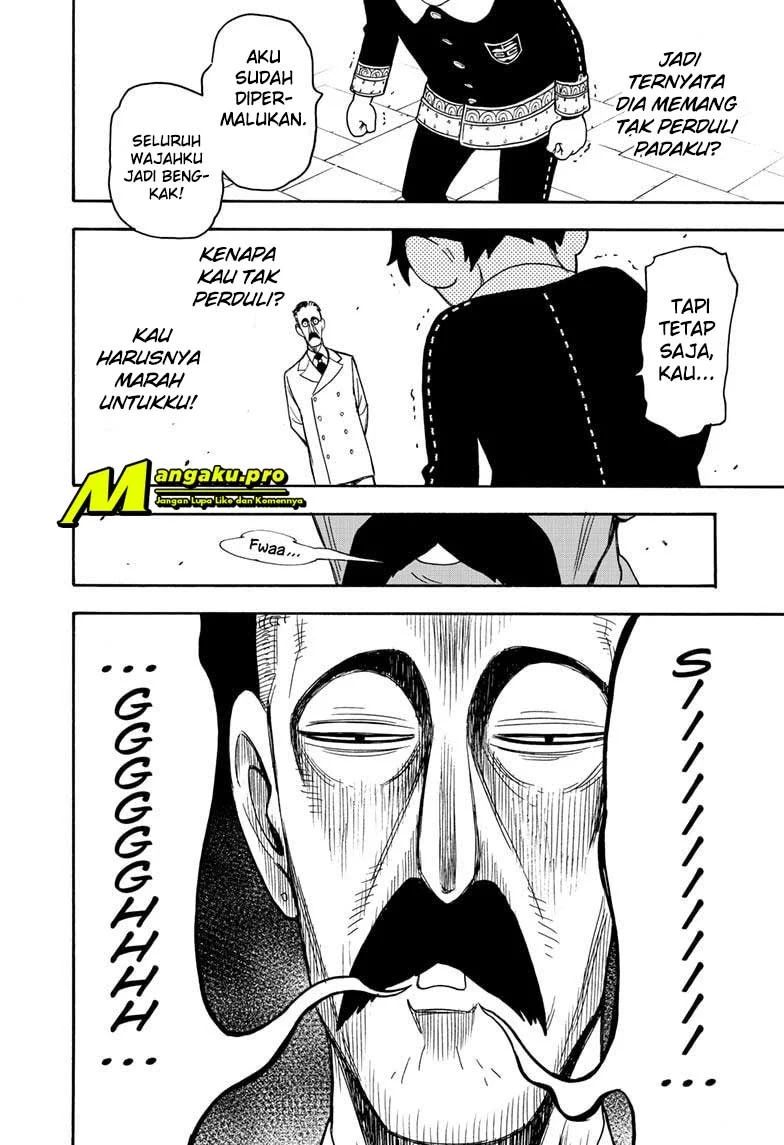 JADI
TERNYATA
DIA MEMANG
TAK PERDULI
PADAKU?
AKU
SUDAH
DIPER-
MALUKAN.
SELURUH
WAJAHKU
JADI BENG-
KAK!
TAPI
TETAP
SAJA,
KAU...
KENAPA
KAU TAK
PERDULI?
KAU
HARUSNYA
MARAH
UNTUKKU!
Mangaku.pro
Jangan Lupa Like dan Komennya
Fwaa...
SIIIIIIIIII...
...GGGGGGHHHH...